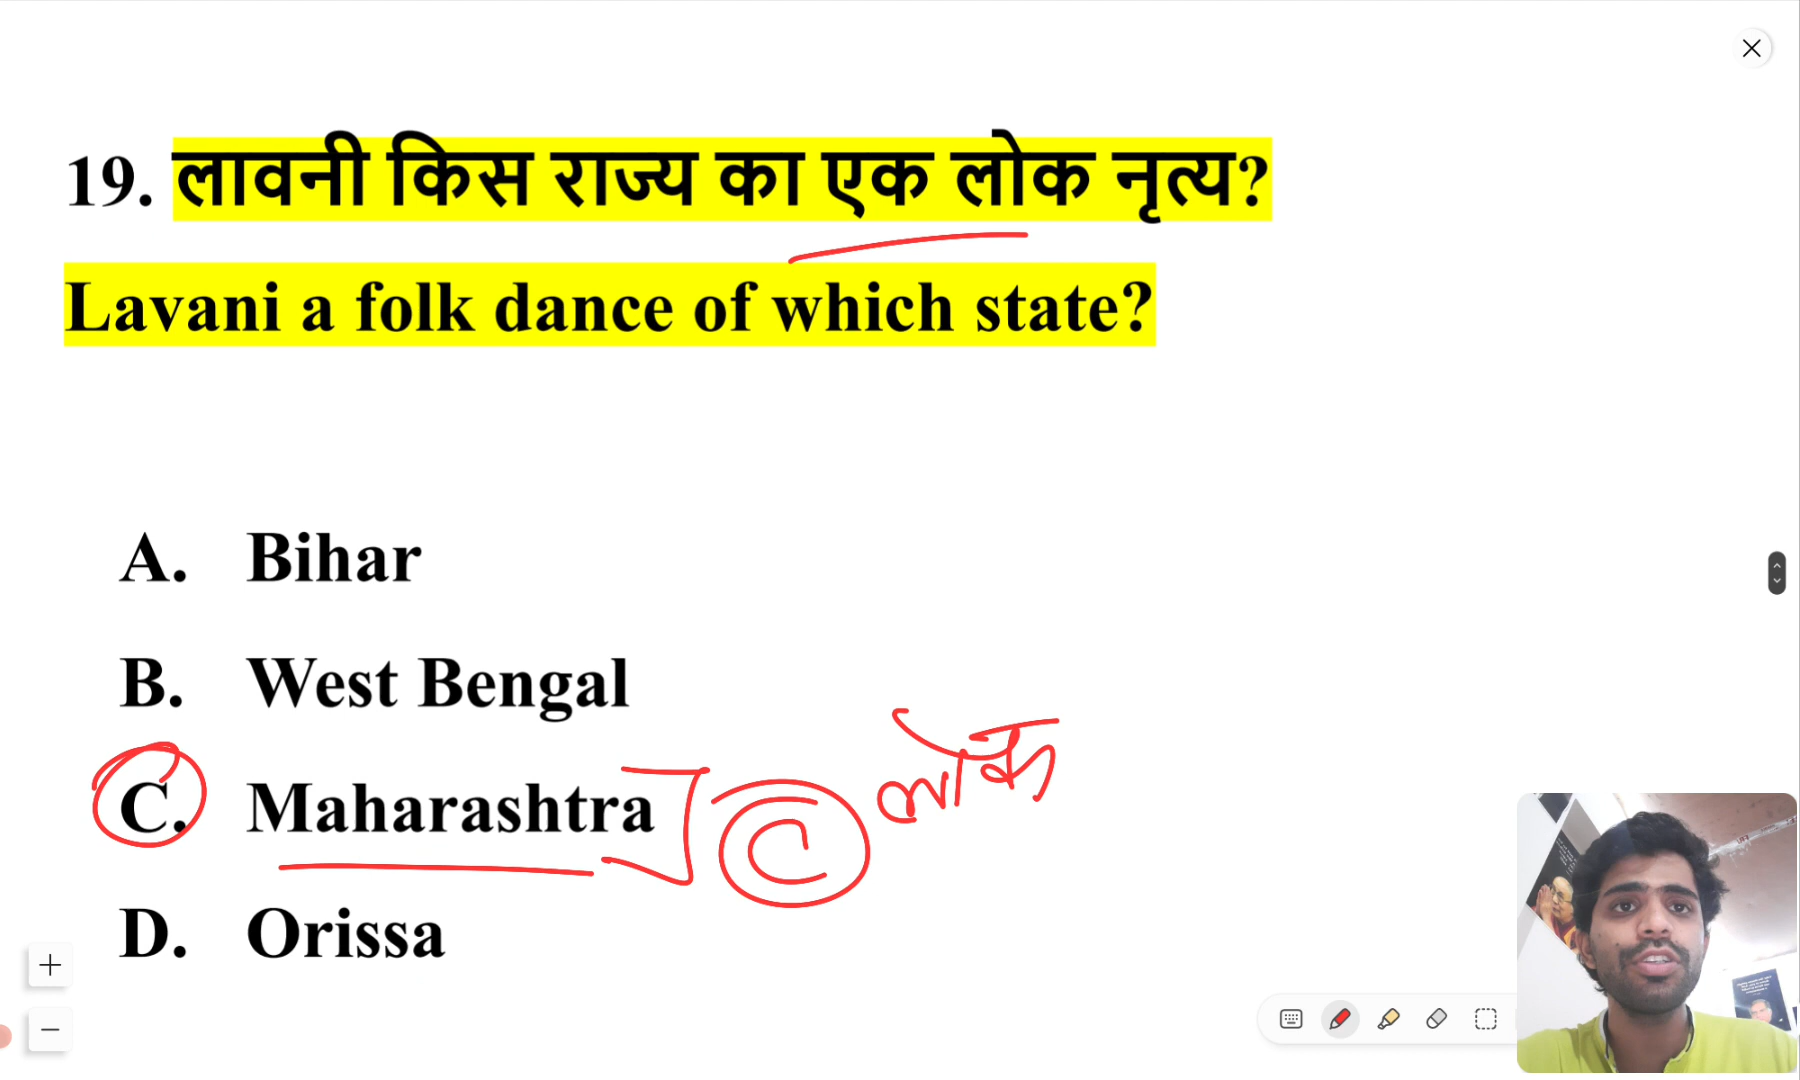 19. लावनी किस राज्य का एक लोक नृत्य?
Lavani a folk dance of which state?
A. Bihar
B. West Bengal
C. Maharashtra
C
लोक
D. Orissa